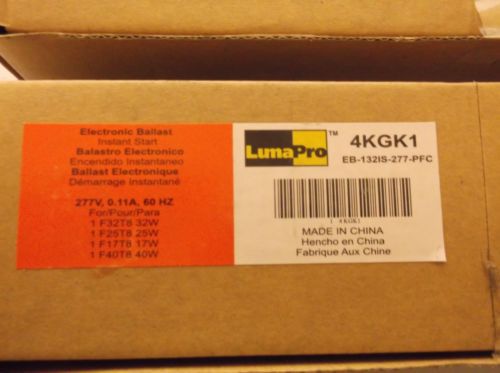 Electronic Ballast
Instant Start
Balastro Electronico
Encendido Instantaneo
Ballast Electronique
Démarrage instantané
277V, 0.11A, 60 HZ
For/Pour/Para
1 F32T8 32W
1 F25T8 25W
1 F17T8 17W
1 F40T8 40W
LumaPro™
4KGK1
EB-132IS-277-PFC
1 4KGK1
MADE IN CHINA
Hencho en China
Fabrique Aux Chine